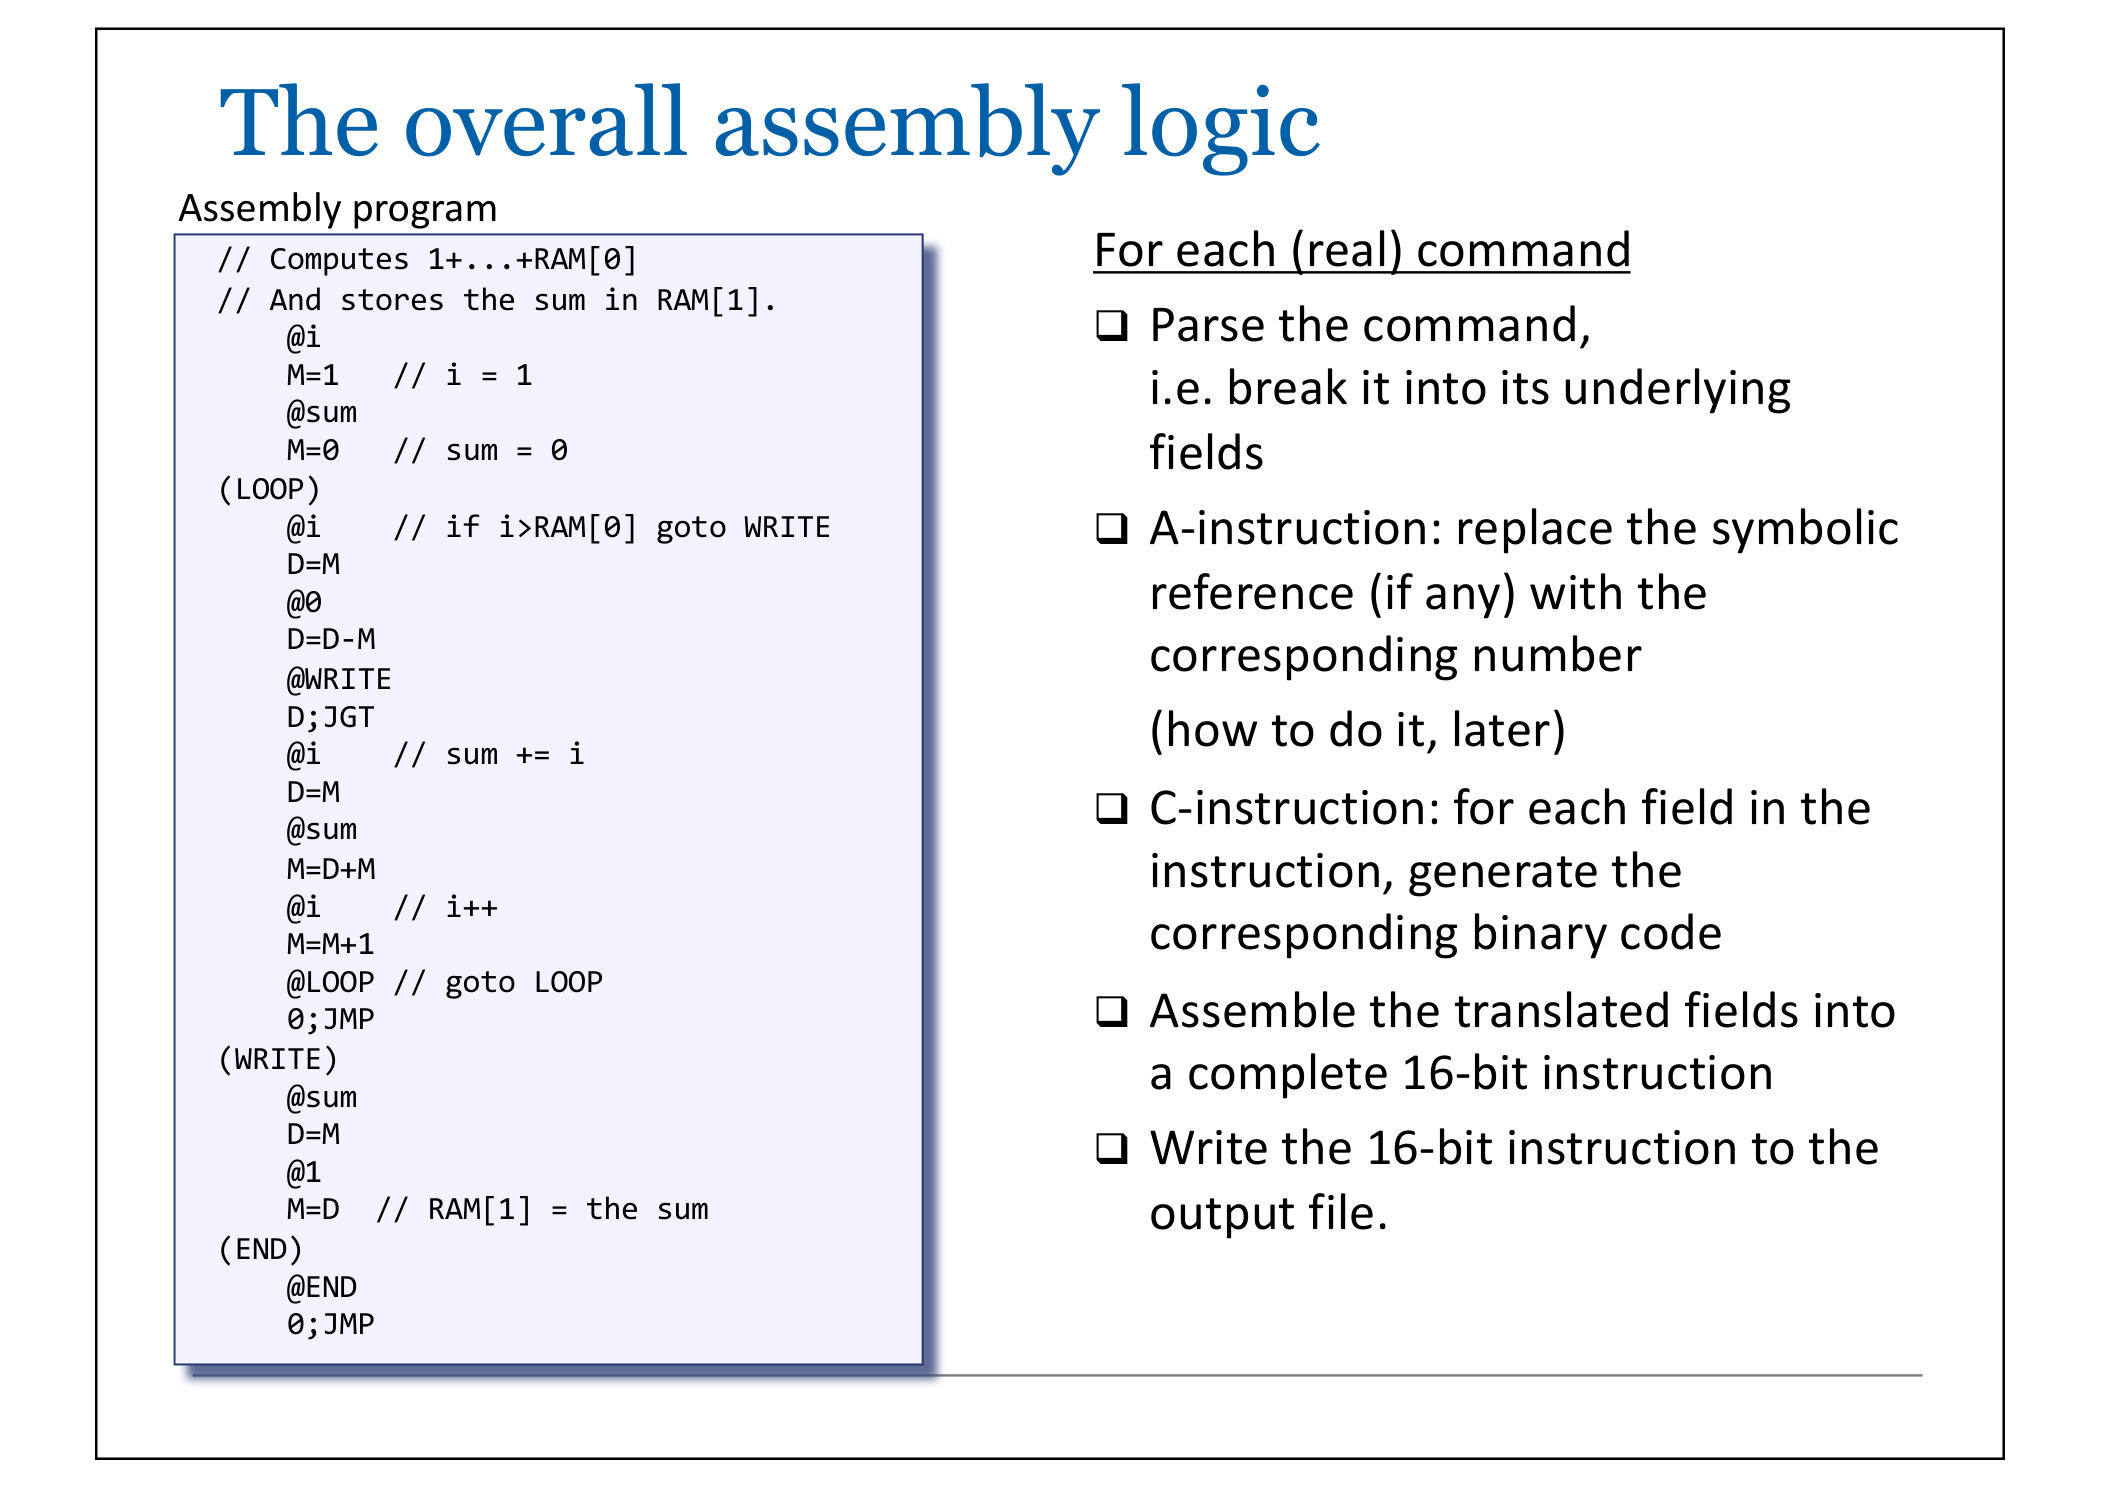 The overall assembly logic
Assembly program
// Computes 1+...+RAM[0]
// And stores the sum in RAM[1].
    @i
    M=1   // i = 1
    @sum
    M=0   // sum = 0
(LOOP)
    @i    // if i>RAM[0] goto WRITE
    D=M
    @0
    D=D-M
    @WRITE
    D;JGT
    @i    // sum += i
    D=M
    @sum
    M=D+M
    @i    // i++
    M=M+1
    @LOOP // goto LOOP
    0;JMP
(WRITE)
    @sum
    D=M
    @1
    M=D  // RAM[1] = the sum
(END)
    @END
    0;JMP
For each (real) command
❑ Parse the command,
i.e. break it into its underlying
fields
❑ A-instruction: replace the symbolic
reference (if any) with the
corresponding number
(how to do it, later)
❑ C-instruction: for each field in the
instruction, generate the
corresponding binary code
❑ Assemble the translated fields into
a complete 16-bit instruction
❑ Write the 16-bit instruction to the
output file.